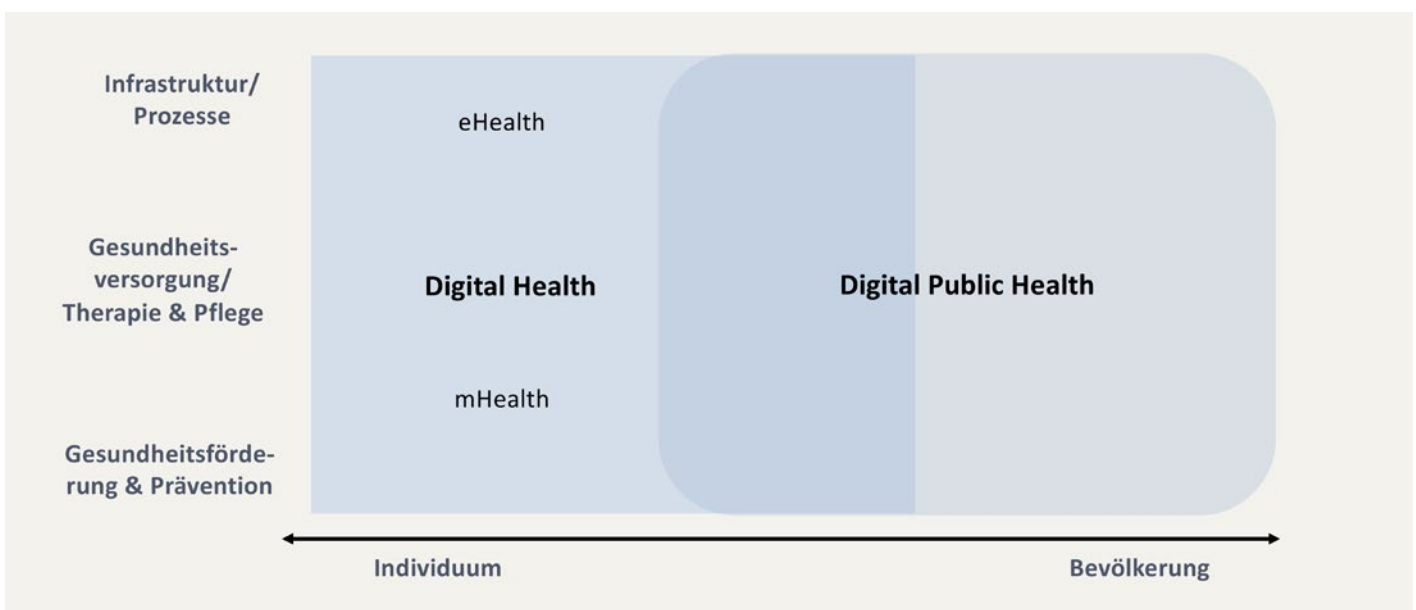 Infrastruktur/
Prozesse
eHealth
Gesundheits-
versorgung/
Therapie & Pflege
Digital Health
Digital Public Health
mHealth
Gesundheitsförde-
rung & Prävention
Individuum
Bevölkerung